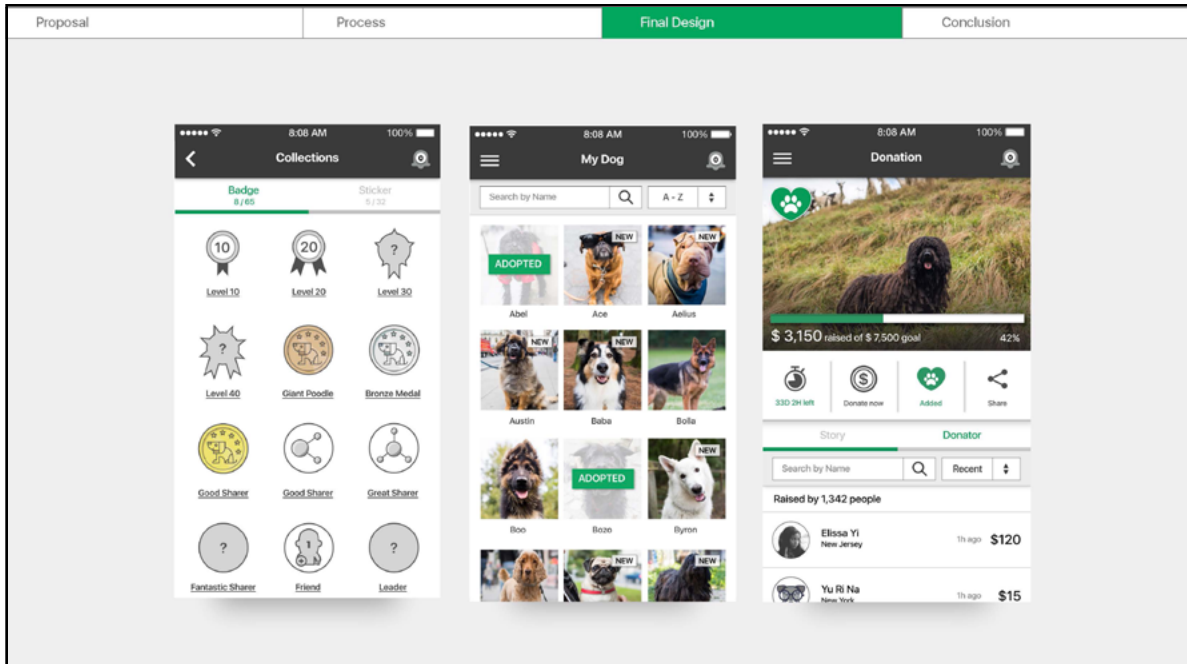 Proposal
Process
Final Design
Conclusion
8:08 AM
100%
Collections
Badge
8 / 65
Sticker
5 / 32
10
20
?
Level 10
Level 20
Level 30
?
Level 40
Giant Poodle
Bronze Medal
Good Sharer
Good Sharer
Great Sharer
?
1
?
Fantastic Sharer
Friend
Leader
8:08 AM
100%
My Dog
Search by Name
A - Z
ADOPTED
NEW
NEW
Abel
Ace
Aelius
NEW
NEW
Austin
Baba
Bolla
ADOPTED
NEW
Boo
Bozo
Byron
NEW
NEW
8:08 AM
100%
Donation
$ 3,150 raised of $ 7,500 goal
42%
33D 2H left
Donate now
Added
Share
Story
Donator
Search by Name
Recent
Raised by 1,342 people
Elissa Yi
New Jersey
1h ago
$120
Yu Ri Na
New York
1h ago
$15